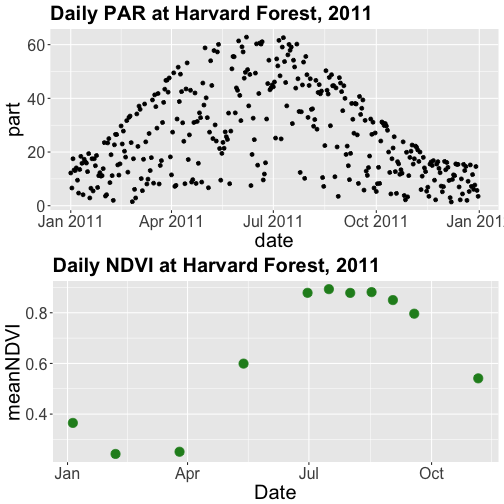 Daily PAR at Harvard Forest, 2011
60
40
20
0
part
Jan 2011 Apr 2011 Jul 2011 Oct 2011 Jan 201
date
Daily NDVI at Harvard Forest, 2011
0.8
0.6
0.4
meanNDVI
Jan Apr Jul Oct
Date